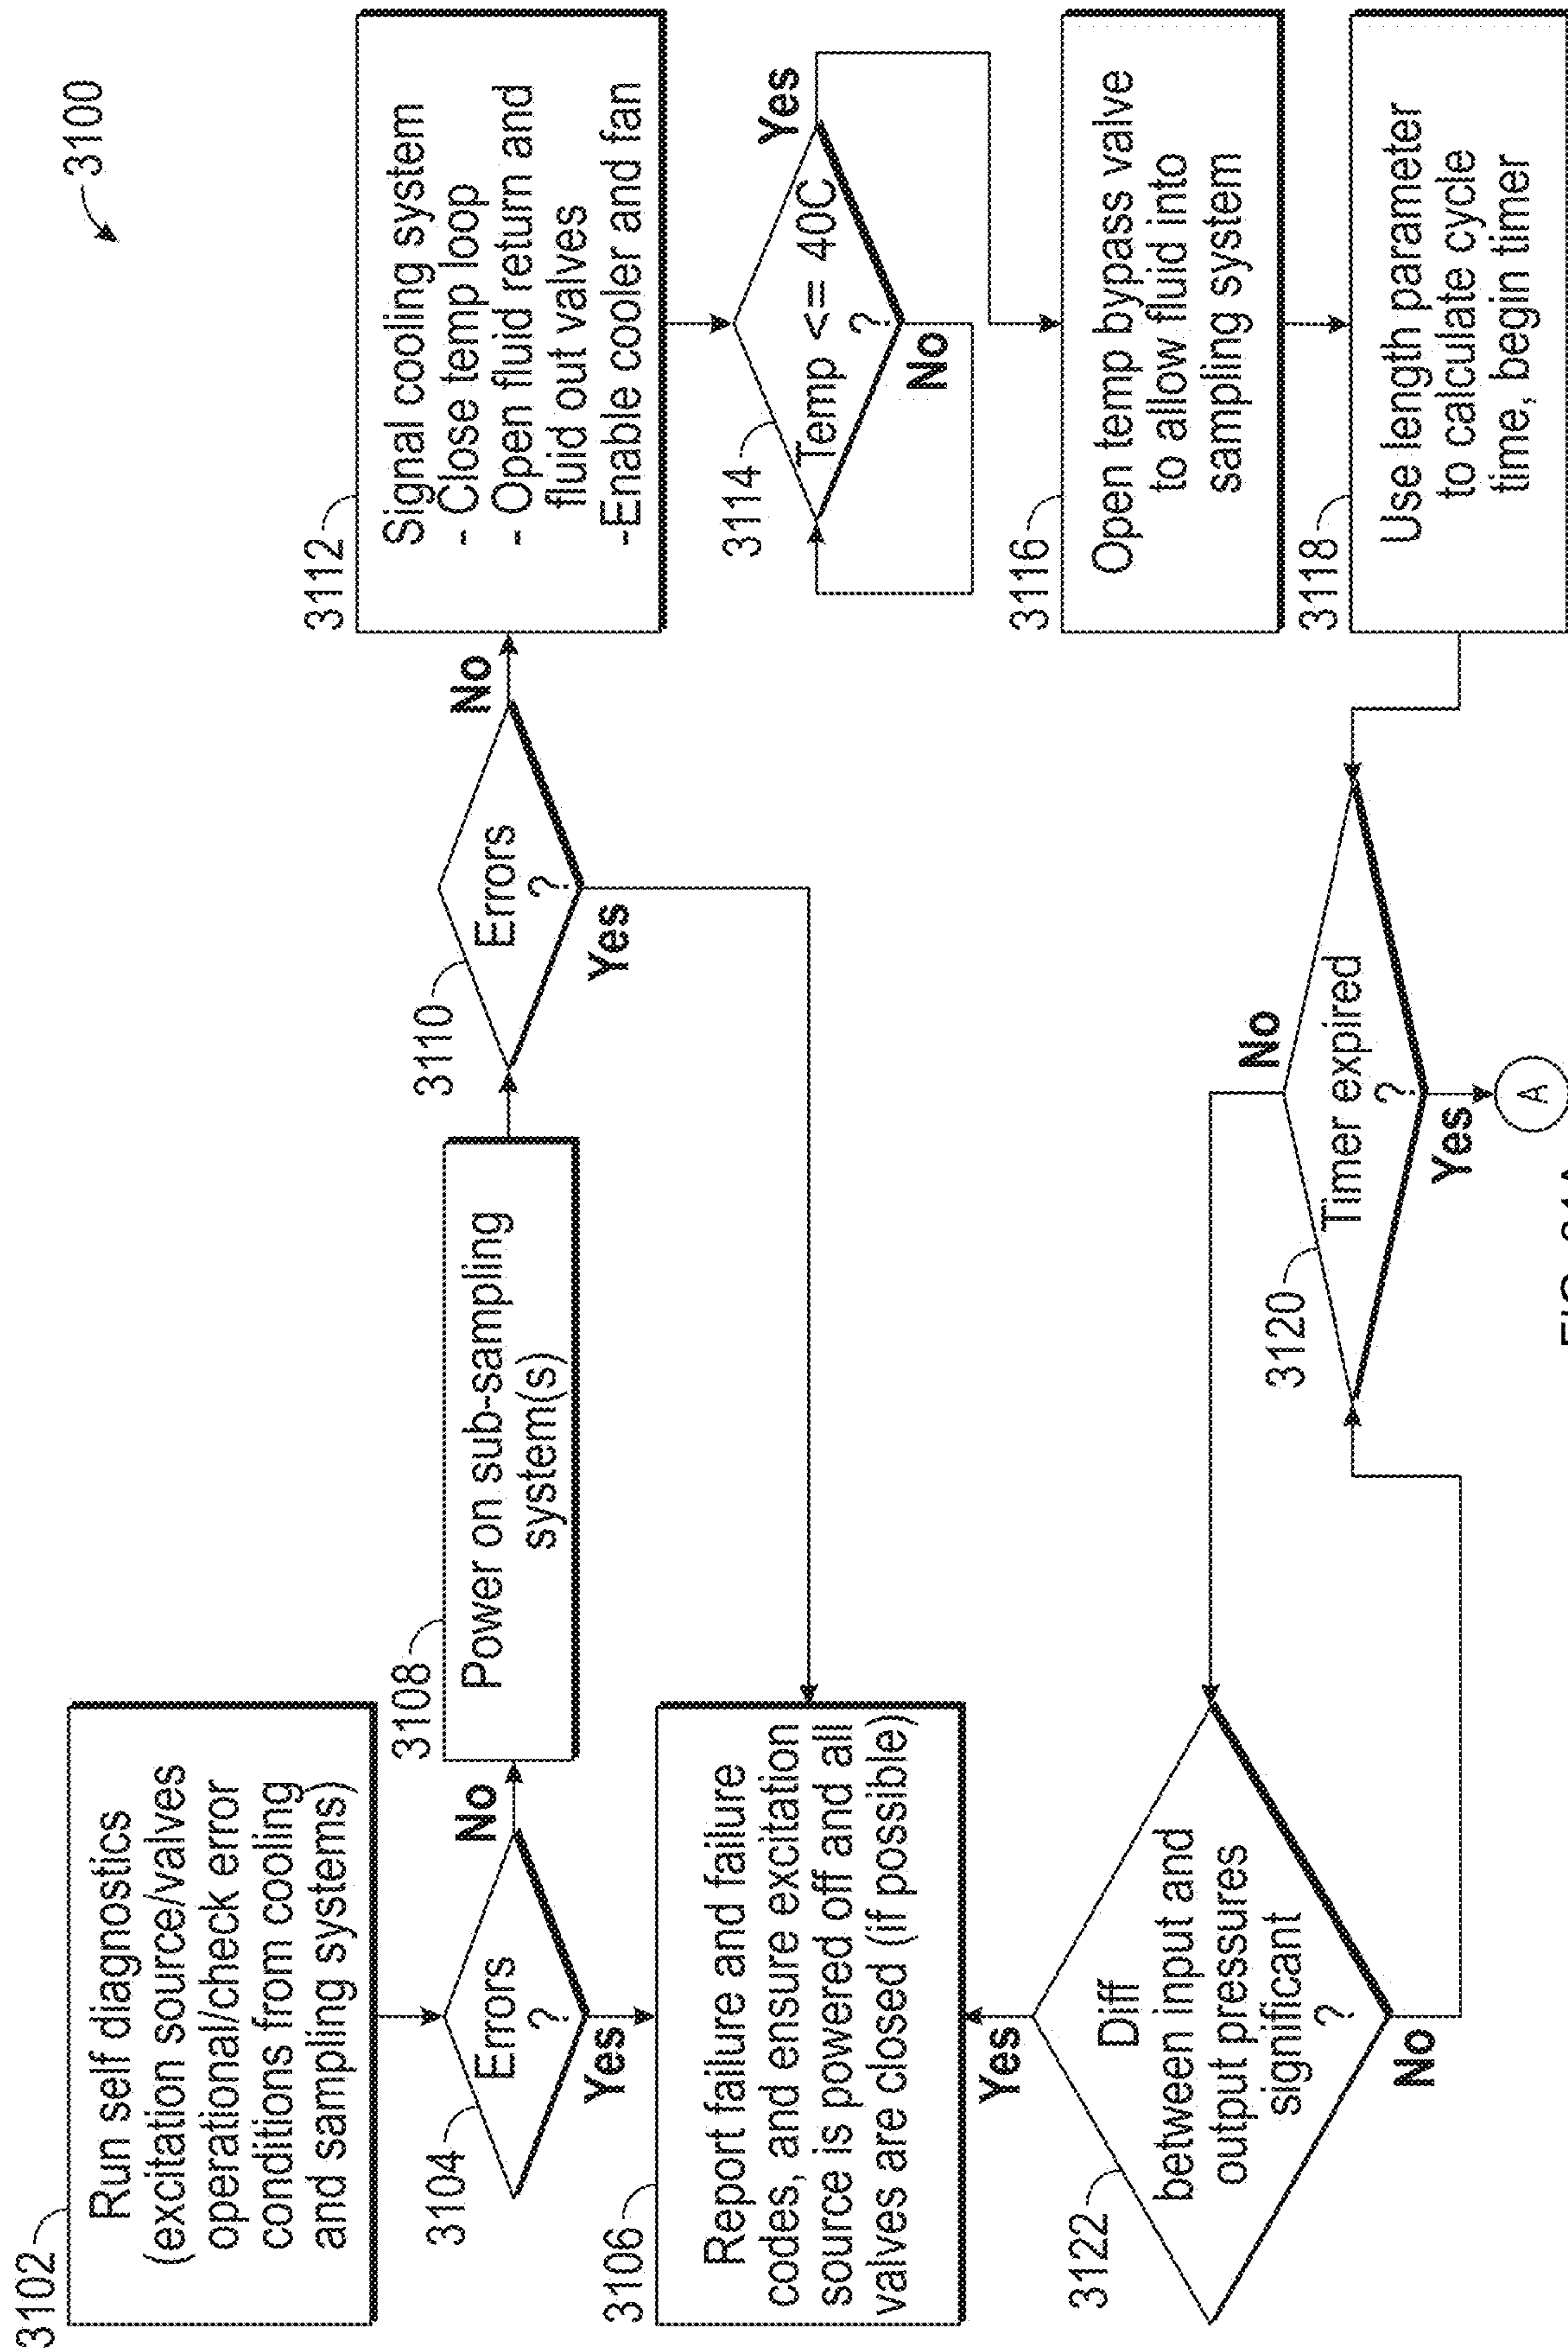 3100
3102
Run self diagnostics
(excitation source/valves
operational/check error
conditions from cooling
and sampling systems)
3104
Errors
?
No
Yes
3106
Report failure and failure
codes, and ensure excitation
source is powered off and all
valves are closed (if possible)
3108
Power on sub-sampling
system(s)
3110
Errors
?
No
Yes
3112
Signal cooling system
- Close temp loop
- Open fluid return and
fluid out valves
-Enable cooler and fan
3114
Temp <= 40C
?
Yes
No
3116
Open temp bypass valve
to allow fluid into
sampling system
3118
Use length parameter
to calculate cycle
time, begin timer
3120
Timer expired
?
No
Yes
A
3122
Diff
between input and
output pressures
significant
?
Yes
No